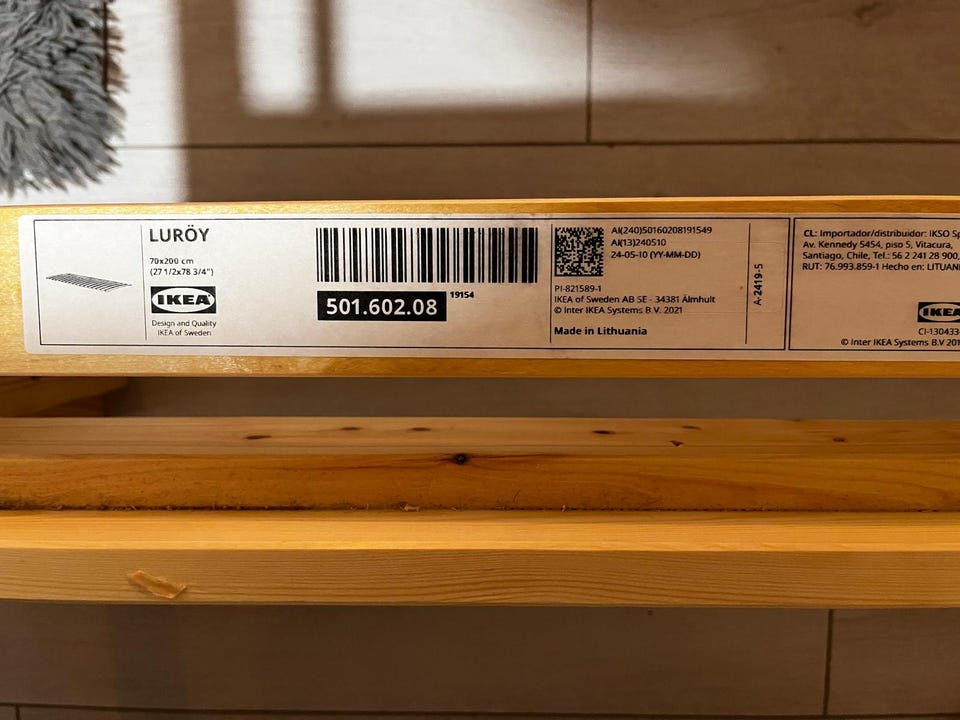 LURÖY
70x200 cm
(27 1/2x78 3/4")
IKEA
Design and Quality
IKEA of Sweden
501.602.08
19154
AI(240)50160208191549
AI(13)240510
24-05-10 (YY-MM-DD)
PI-821589-1
IKEA of Sweden AB SE - 34381 Älmhult
© Inter IKEA Systems B.V. 2021
Made in Lithuania
A-2419-5
CL: Importador/distribuidor: IKSO
Av. Kennedy 5454, piso 5, Vitacura,
Santiago, Chile, Tel.: 56 2 241 28 900,
RUT: 76.993.859-1 Hecho en: LITUAN
IKEA
CI-130433-
© Inter IKEA Systems B.V 201